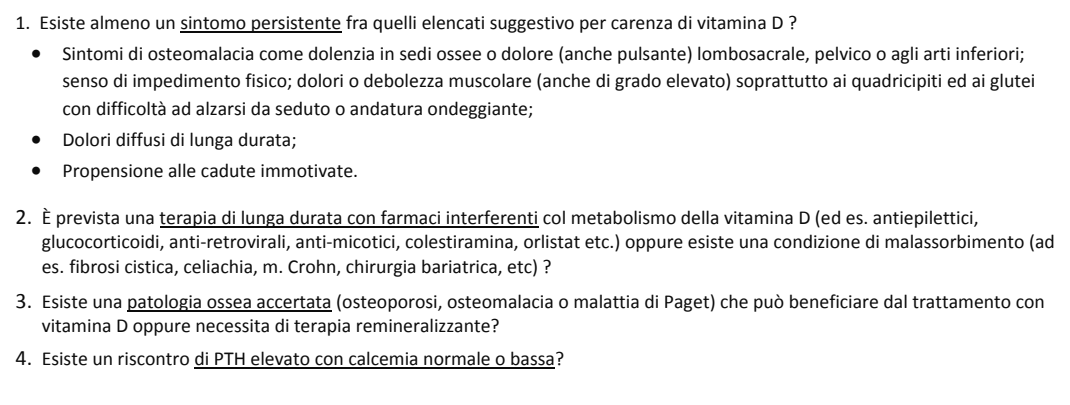 1. Esiste almeno un sintomo persistente fra quelli elencati suggestivo per carenza di vitamina D ?
• Sintomi di osteomalacia come dolenzia in sedi ossee o dolore (anche pulsante) lombosacrale, pelvico o agli arti inferiori;
senso di impedimento fisico; dolori o debolezza muscolare (anche di grado elevato) soprattutto ai quadricipiti ed ai glutei
con difficoltà ad alzarsi da seduto o andatura ondeggiante;
• Dolori diffusi di lunga durata;
• Propensione alle cadute immotivate.
2. È prevista una terapia di lunga durata con farmaci interferenti col metabolismo della vitamina D (ed es. antiepilettici,
glucocorticoidi, anti-retrovirali, anti-micotici, colestiramina, orlistat etc.) oppure esiste una condizione di malassorbimento (ad
es. fibrosi cistica, celiachia, m. Crohn, chirurgia bariatrica, etc) ?
3. Esiste una patologia ossea accertata (osteoporosi, osteomalacia o malattia di Paget) che può beneficiare dal trattamento con
vitamina D oppure necessita di terapia remineralizzante?
4. Esiste un riscontro di PTH elevato con calcemia normale o bassa?